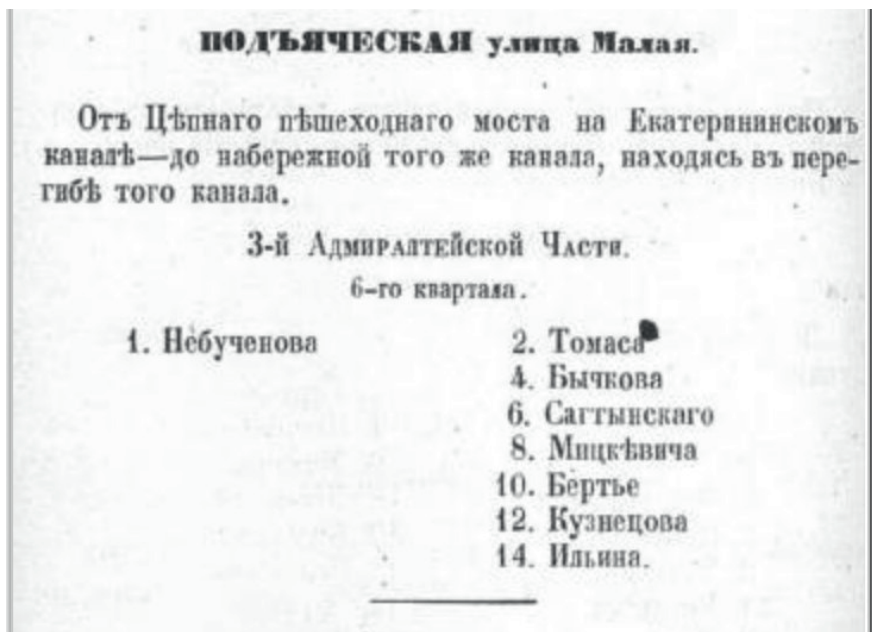 ПОДЪЯЧЕСКАЯ улица Малая.
Отъ Цѣпнаго пѣшеходнаго моста на Екатерининскомъ
каналѣ—до набережной того же канала, находясь въ пере-
гибѣ того канала.
3-й Адмиралтейской Части.
6-го квартала.
1. Небученова 2. Томаса
4. Бычкова
6. Сагтынскаго
8. Мицкѣвича
10. Бертье
12. Кузнецова
14. Ильина.